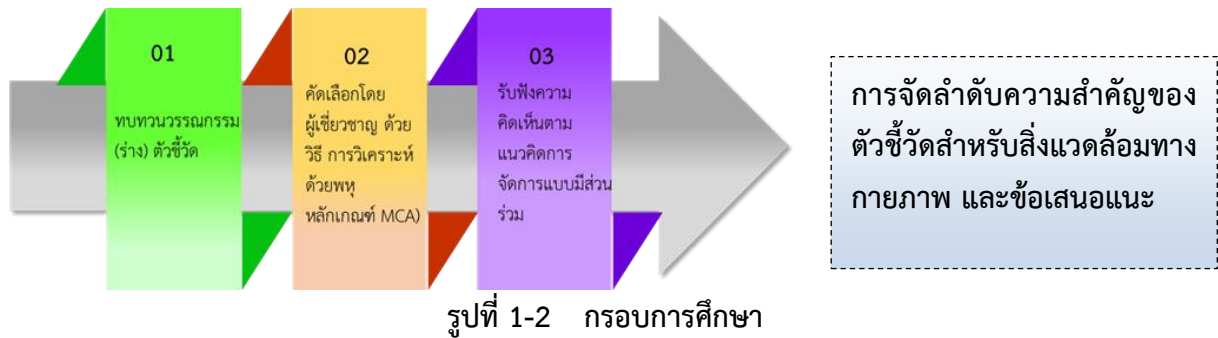 01
ทบทวนวรรณกรรม
(ร่าง) ตัวชี้วัด
02
คัดเลือกโดย
ผู้เชี่ยวชาญ ด้วย
วิธี การวิเคราะห์
ด้วยพหุ
หลักเกณฑ์ MCA)
03
รับฟังความ
คิดเห็นตาม
แนวคิดการ
จัดการแบบมีส่วน
ร่วม
การจัดลำดับความสำคัญของ
ตัวชี้วัดสำหรับสิ่งแวดล้อมทาง
กายภาพ และข้อเสนอแนะ
รูปที่ 1-2 กรอบการศึกษา